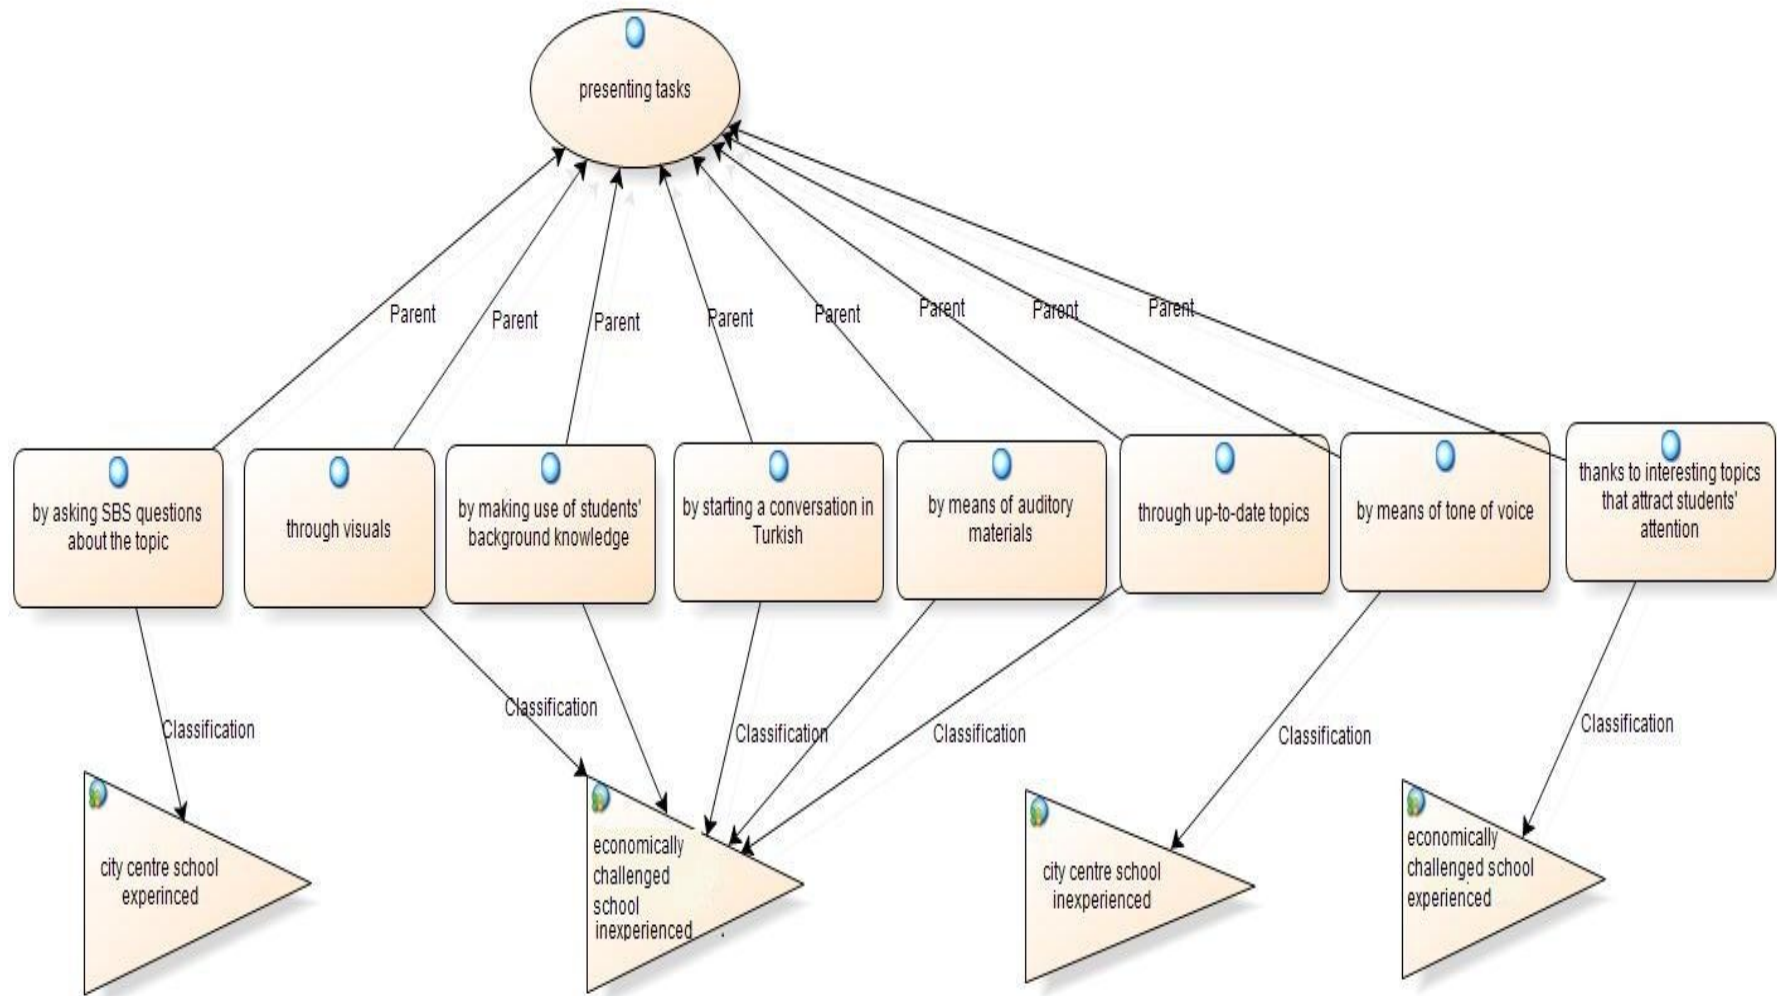 presenting tasks
Parent
Parent
Parent
Parent
Parent
Parent
Parent
Parent
by asking SBS questions
about the topic
through visuals
by making use of students'
background knowledge
by starting a conversation in
Turkish
by means of auditory
materials
through up-to-date topics
by means of tone of voice
thanks to interesting topics
that attract students'
attention
Classification
Classification
Classification
Classification
Classification
Classification
city centre school
experinced
economically
challenged
school
inexperienced
city centre school
inexperienced
economically
challenged school
experienced